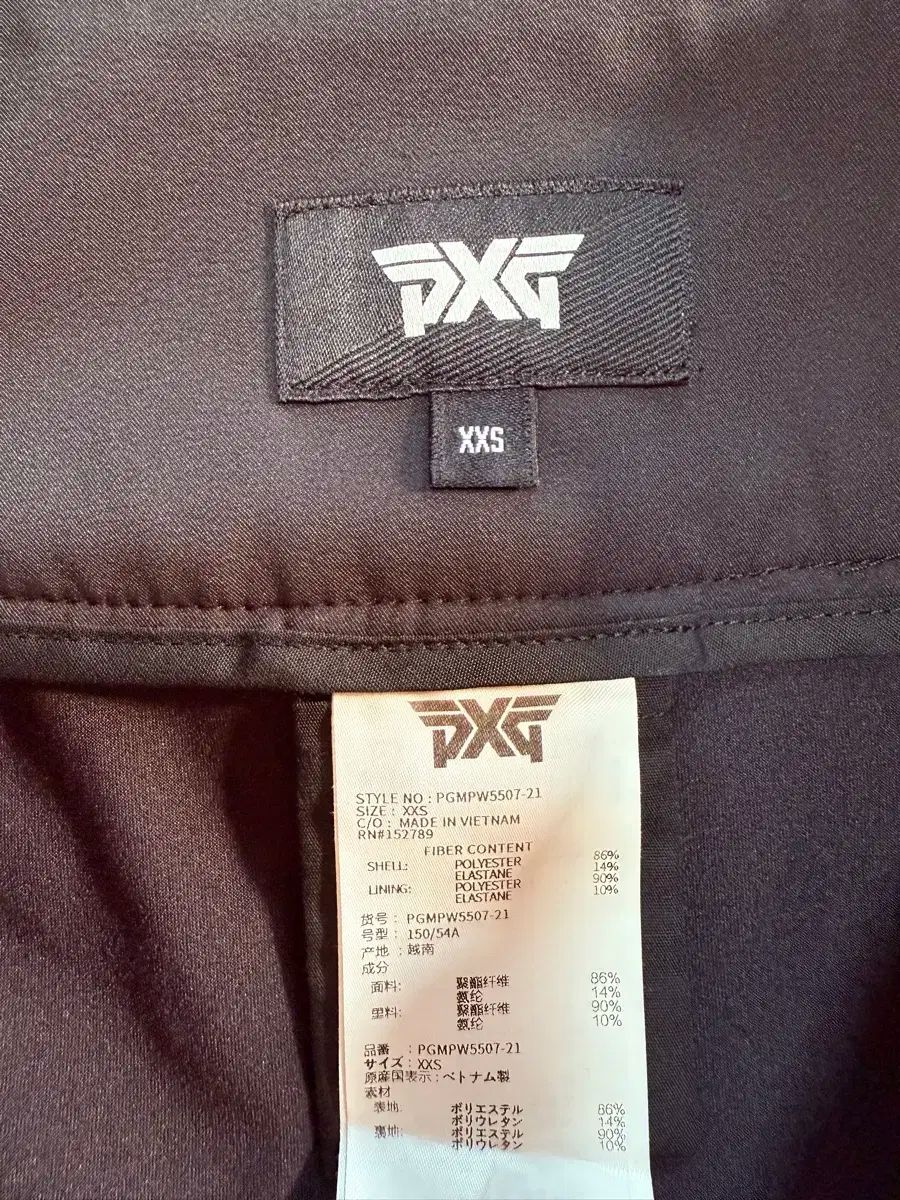 PXG
XXS
PXG
STYLE NO : PGMPW5507-21
SIZE : XXS
C/O : MADE IN VIETNAM
RN#152789
FIBER CONTENT
SHELL: POLYESTER 86%
ELASTANE 14%
LINING: POLYESTER 90%
ELASTANE 10%
货号 : PGMPW5507-21
号型 : 150/54A
产地 : 越南
成分
面料: 聚酯纤维 86%
氨纶 14%
里料: 聚酯纤维 90%
氨纶 10%
品番 : PGMPW5507-21
サイズ : XXS
原産国表示 : ベトナム製
素材
表地: ポリエステル 86%
ポリウレタン 14%
裏地: ポリエステル 90%
ポリウレタン 10%